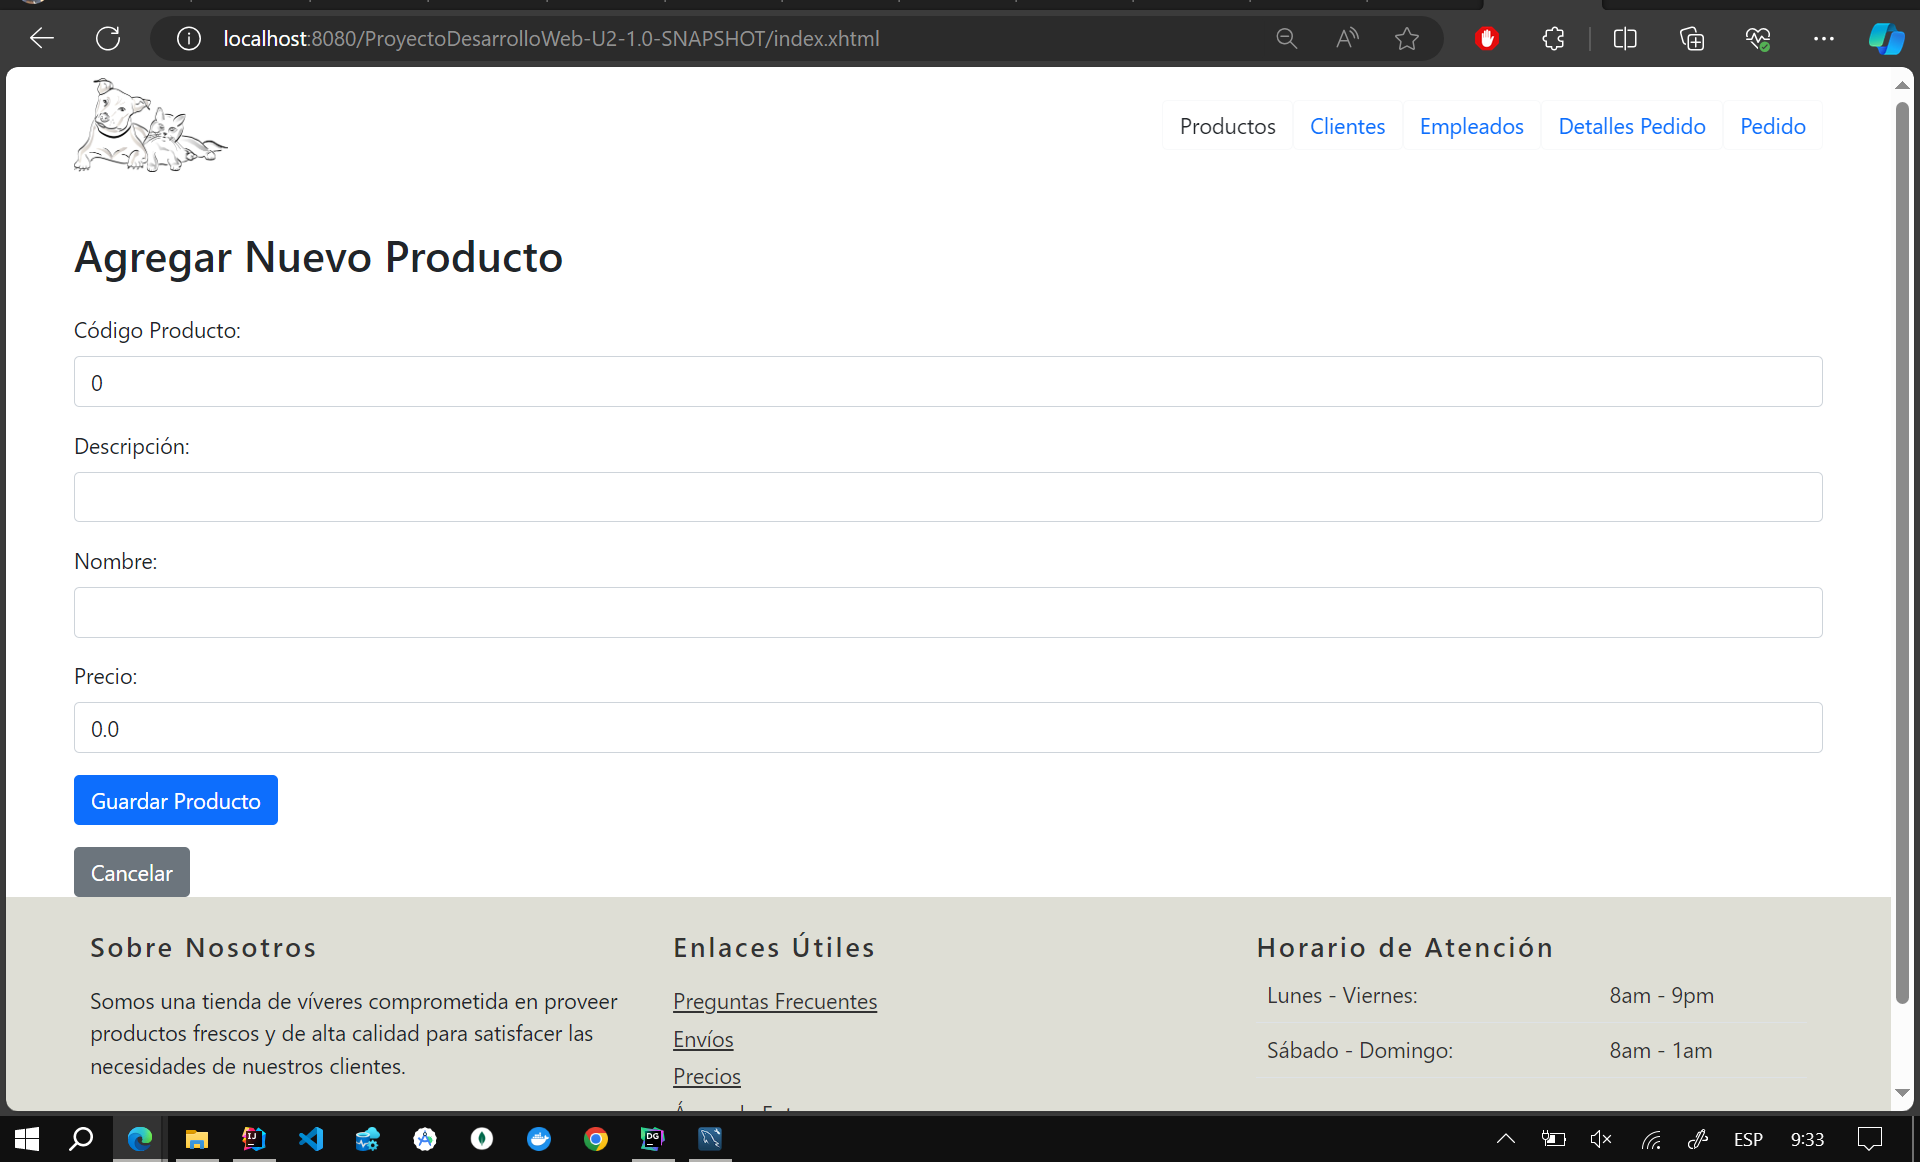 localhost:8080/ProyectoDesarrolloWeb-U2-1.0-SNAPSHOT/index.xhtml
Productos Clientes Empleados Detalles Pedido Pedido
Agregar Nuevo Producto
Código Producto:
0
Descripción:
Nombre:
Precio:
0.0
Guardar Producto
Cancelar
Sobre Nosotros
Somos una tienda de víveres comprometida en proveer
productos frescos y de alta calidad para satisfacer las
necesidades de nuestros clientes.
Enlaces Útiles
Preguntas Frecuentes
Envíos
Precios
Horario de Atención
Lunes - Viernes: 8am - 9pm
Sábado - Domingo: 8am - 1am
ESP 9:33